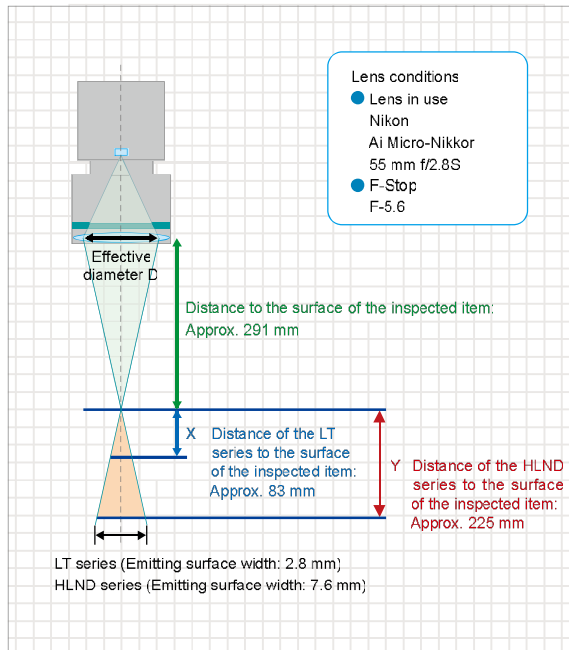 Lens conditions
Lens in use
Nikon
Ai Micro-Nikkor
55 mm f/2.8S
F-Stop
F-5.6
Effective
diameter D
Distance to the surface of the inspected item:
Approx. 291 mm
X Distance of the LT
series to the surface
of the inspected item:
Approx. 83 mm
Y Distance of the HLND
series to the surface
of the inspected item:
Approx. 225 mm
LT series (Emitting surface width: 2.8 mm)
HLND series (Emitting surface width: 7.6 mm)